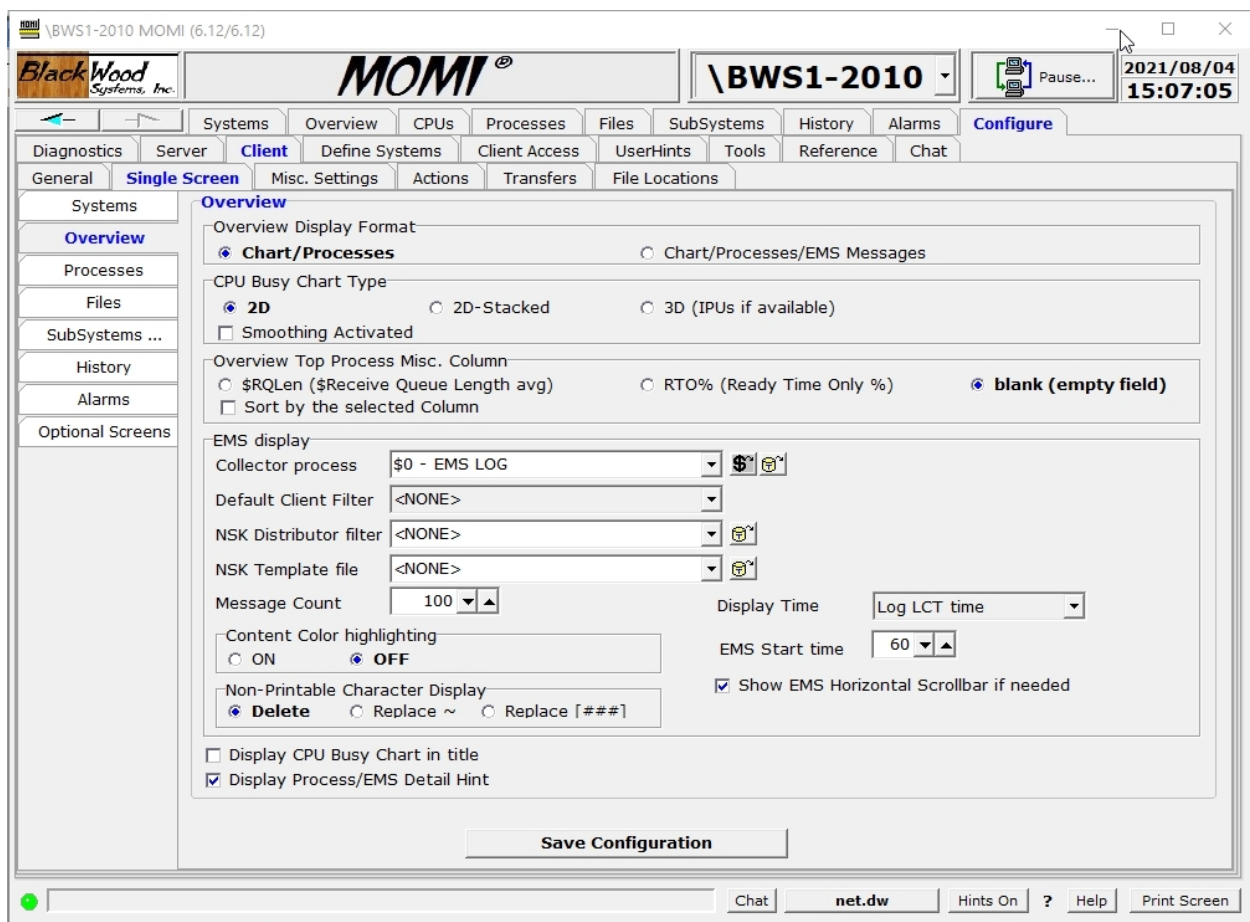 \BWS1-2010 MOMI (6.12/6.12)
BlackWood Systems, Inc.
MOMI ®
\BWS1-2010
Pause...
2021/08/04
15:07:05
Systems Overview CPUs Processes Files SubSystems History Alarms Configure
Diagnostics Server Client Define Systems Client Access UserHints Tools Reference Chat
General Single Screen Misc. Settings Actions Transfers File Locations
Systems
Overview
Processes
Files
SubSystems ...
History
Alarms
Optional Screens
Overview
Overview Display Format
Chart/Processes Chart/Processes/EMS Messages
CPU Busy Chart Type
2D 2D-Stacked 3D (IPUs if available)
Smoothing Activated
Overview Top Process Misc. Column
$RQLen ($Receive Queue Length avg) RTO% (Ready Time Only %) blank (empty field)
Sort by the selected Column
EMS display
Collector process $0 - EMS LOG
Default Client Filter <NONE>
NSK Distributor filter <NONE>
NSK Template file <NONE>
Message Count 100 Display Time Log LCT time
Content Color highlighting
ON OFF
EMS Start time 60
Non-Printable Character Display
Delete Replace ~ Replace [###]
Show EMS Horizontal Scrollbar if needed
Display CPU Busy Chart in title
Display Process/EMS Detail Hint
Save Configuration
Chat net.dw Hints On ? Help Print Screen